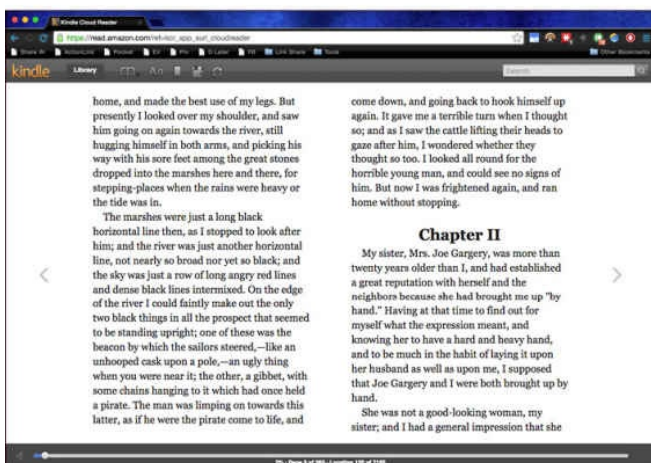 Kindle Cloud Reader
https://read.amazon.com
Pocket
Link Share
Tools
Other Bookmarks
kindle
Library
Aa
Search
home, and made the best use of my legs. But
presently I looked over my shoulder, and saw
him going on again towards the river, still
hugging himself in both arms, and picking his
way with his sore feet among the great stones
dropped into the marshes here and there, for
stepping-places when the rains were heavy or
the tide was in.
The marshes were just a long black
horizontal line then, as I stopped to look after
him; and the river was just another horizontal
line, not nearly so broad nor yet so black; and
the sky was just a row of long angry red lines
and dense black lines intermixed. On the edge
of the river I could faintly make out the only
two black things in all the prospect that seemed
to be standing upright; one of these was the
beacon by which the sailors steered,—like an
unhooped cask upon a pole,—an ugly thing
when you were near it; the other, a gibbet, with
some chains hanging to it which had once held
a pirate. The man was limping on towards this
latter, as if he were the pirate come to life, and
come down, and going back to hook himself up
again. It gave me a terrible turn when I thought
so; and as I saw the cattle lifting their heads to
gaze after him, I wondered whether they
thought so too. I looked all round for the
horrible young man, and could see no signs of
him. But now I was frightened again, and ran
home without stopping.
Chapter II
My sister, Mrs. Joe Gargery, was more than
twenty years older than I, and had established
a great reputation with herself and the
neighbors because she had brought me up "by
hand." Having at that time to find out for
myself what the expression meant, and
knowing her to have a hard and heavy hand,
and to be much in the habit of laying it upon
her husband as well as upon me, I supposed
that Joe Gargery and I were both brought up by
hand.
She was not a good-looking woman, my
sister; and I had a general impression that she